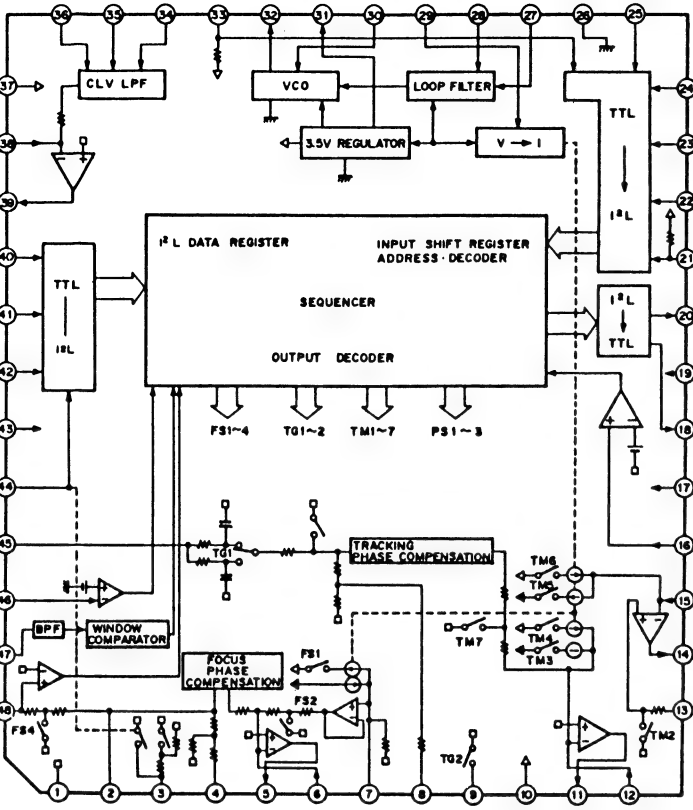 36 35 34 33 32 31 30 29 28 27 26 25
37
38
39
40
41
42
43
44
45
46
47
48
24
23
22
21
20
19
18
17
16
15
14
13
CLV LPF
VCO
LOOP FILTER
3.5V REGULATOR
V → I
TTL
↓
I²L
I²L DATA REGISTER
INPUT SHIFT REGISTER
ADDRESS·DECODER
SEQUENCER
OUTPUT DECODER
TTL
I²L
I²L
↓
TTL
FS1~4
TG1~2
TM1~7
PS1~3
TG1
TRACKING
PHASE COMPENSATION
TM6
TM5
TM4
TM3
TM7
BPF
WINDOW
COMPARATOR
FOCUS
PHASE
COMPENSATION
FS1
FS2
FS4
TG2
TM2
- +
+ -
1 2 3 4 5 6 7 8 9 10 11 12